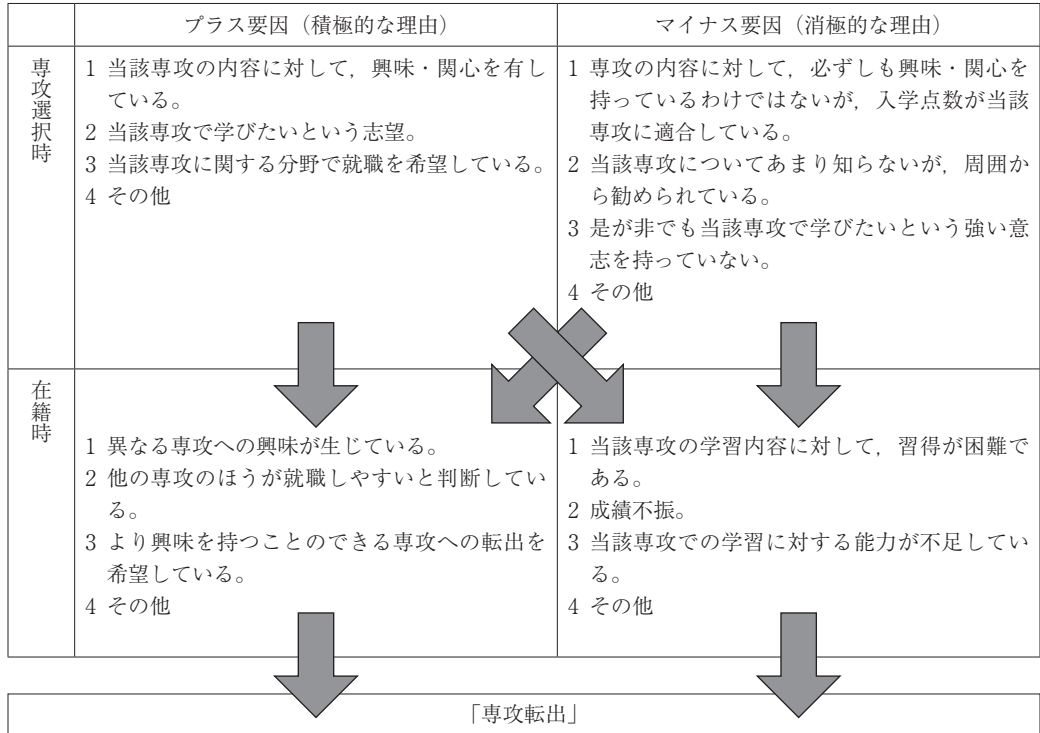 プラス要因（積極的な理由）
マイナス要因（消極的な理由）
専攻選択時
1 当該専攻の内容に対して，興味・関心を有し
ている。
2 当該専攻で学びたいという志望。
3 当該専攻に関する分野で就職を希望している。
4 その他
1 専攻の内容に対して，必ずしも興味・関心を
持っているわけではないが，入学点数が当該
専攻に適合している。
2 当該専攻についてあまり知らないが，周囲か
ら勧められている。
3 是が非でも当該専攻で学びたいという強い意
志を持っていない。
4 その他
在籍時
1 異なる専攻への興味が生じている。
2 他の専攻のほうが就職しやすいと判断してい
る。
3 より興味を持つことのできる専攻への転出を
希望している。
4 その他
1 当該専攻の学習内容に対して，習得が困難で
ある。
2 成績不振。
3 当該専攻での学習に対する能力が不足してい
る。
4 その他
「専攻転出」